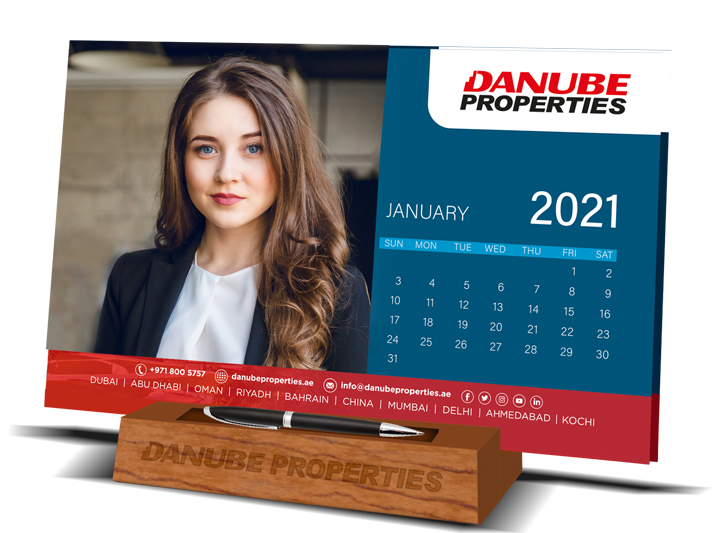 DANUBE
PROPERTIES
JANUARY 2021
SUN MON TUE WED THU FRI SAT
1 2
3 4 5 6 7 8 9
10 11 12 13 14 15 16
17 18 19 20 21 22 23
24 25 26 27 28 29 30
31
+971 800 5757 danubeproperties.ae info@danubeproperties.ae
DUBAI | ABU DHABI | OMAN | RIYADH | BAHRAIN | CHINA | MUMBAI | DELHI | AHMEDABAD | KOCHI
DANUBE PROPERTIES